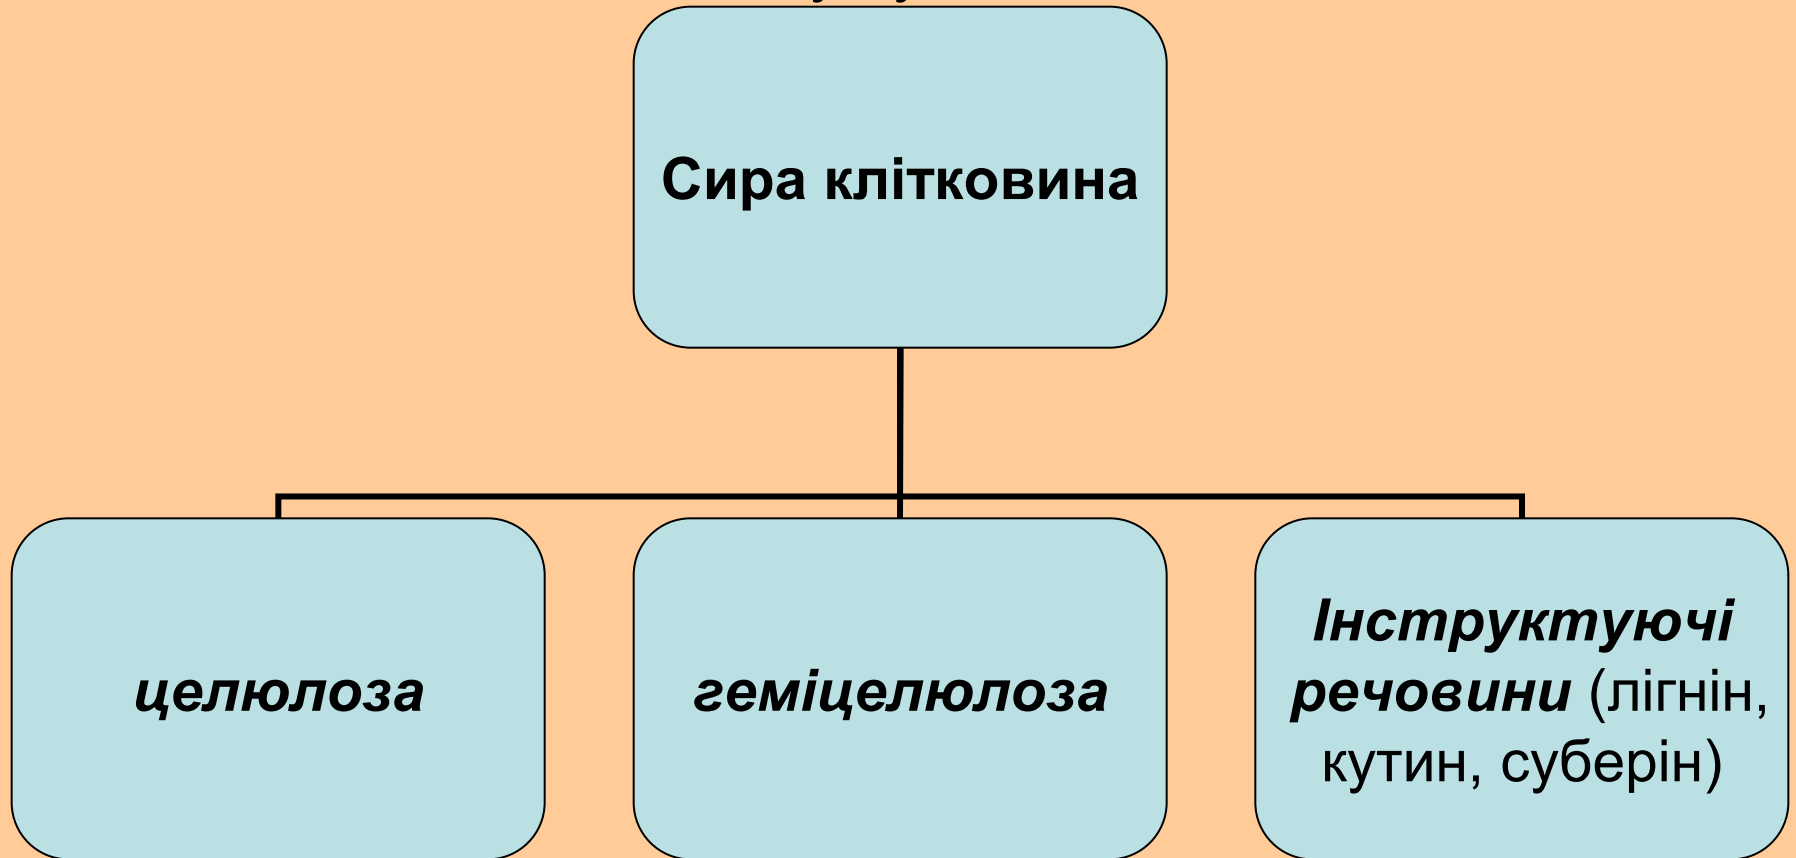 Сира клітковина
целюлоза
геміцелюлоза
Інструктуючі
речовини (лігнін,
кутин, суберін)